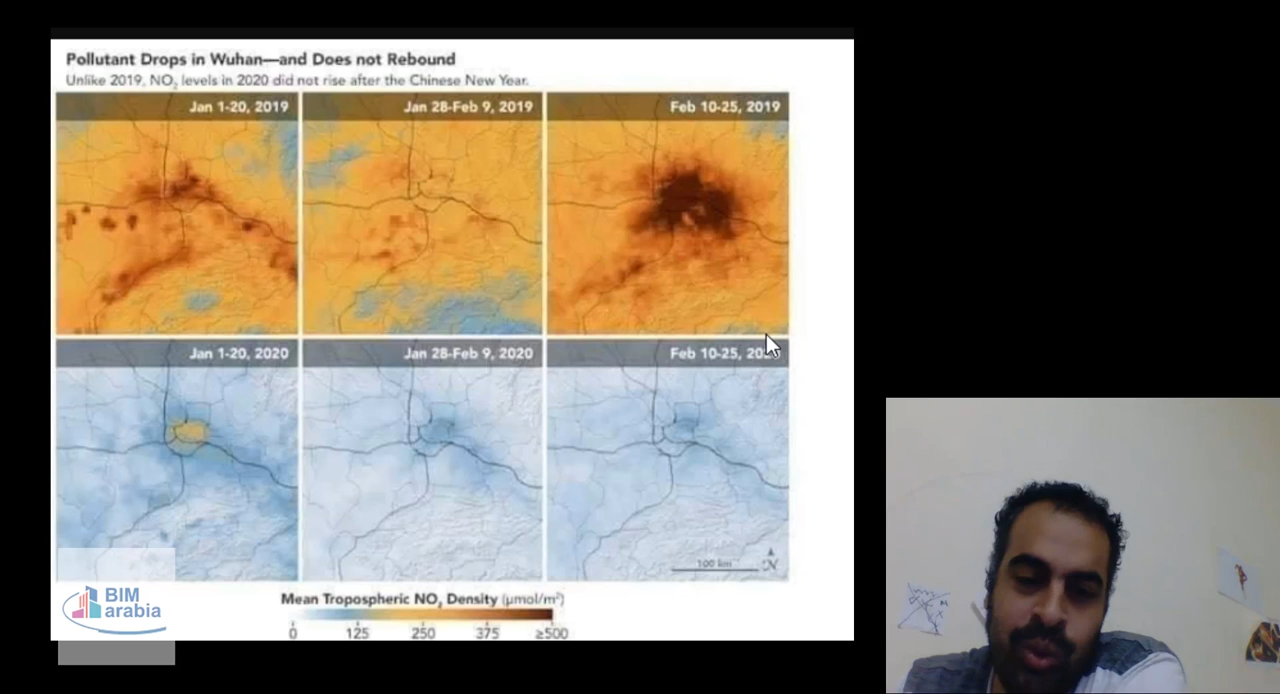 Pollutant Drops in Wuhan—and Does not Rebound
Unlike 2019, NO₂ levels in 2020 did not rise after the Chinese New Year.
Jan 1-20, 2019
Jan 28-Feb 9, 2019
Feb 10-25, 2019
Jan 1-20, 2020
Jan 28-Feb 9, 2020
Feb 10-25,
100 km
N
BIM
arabia
Mean Tropospheric NO₂ Density (μmol/m²)
0 125 250 375 ≥500